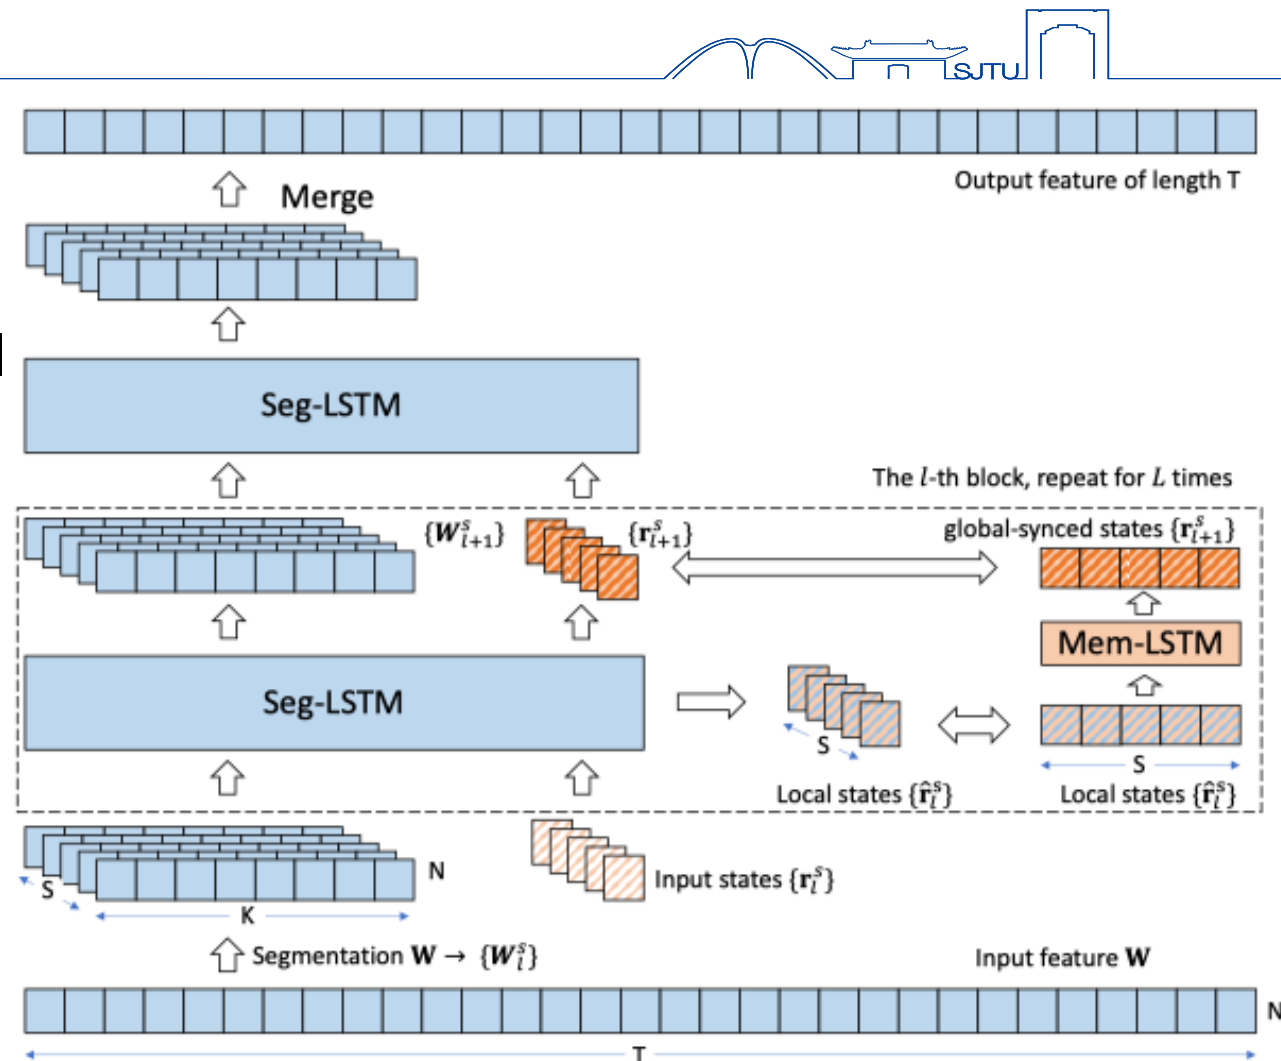 SJTU
Output feature of length T
Merge
Seg-LSTM
The l-th block, repeat for L times
{W^s_{l+1}} {r^s_{l+1}} global-synced states {r^s_{l+1}}
Mem-LSTM
Seg-LSTM
S S
Local states {r̂^s_l} Local states {r̂^s_l}
N
S
Input states {r^s_l}
K
Segmentation W → {W^s_l} Input feature W
N
T